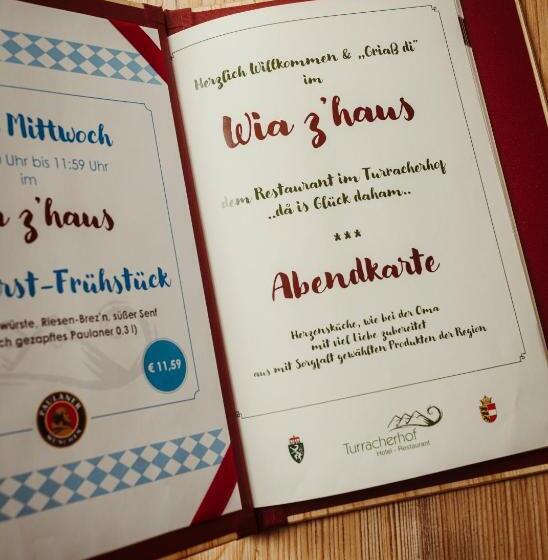 Mittwoch
Uhr bis 11:59 Uhr
im
z'haus
rst-Frühstück
würste, Riesen-Brez'n, süßer Senf
ch gezapftes Paulaner 0,3 l)
€ 11,59
PAULANER
MÜNCHEN
Herzlich Willkommen & „Griaß di“
im
Wia z'haus
dem Restaurant im Turracherhof
..då is Glück daham..
***
Abendkarte
Herzensküche, wie bei der Oma
mit viel Liebe zubereitet
aus mit Sorgfalt gewählten Produkten der Region
Turracherhof
Hotel - Restaurant